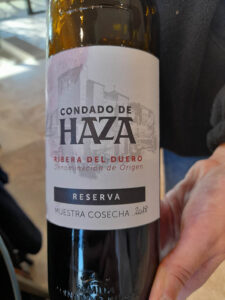 CONDADO DE
HAZA
RIBERA DEL DUERO
Denominación de Origen
RESERVA
MUESTRA COSECHA